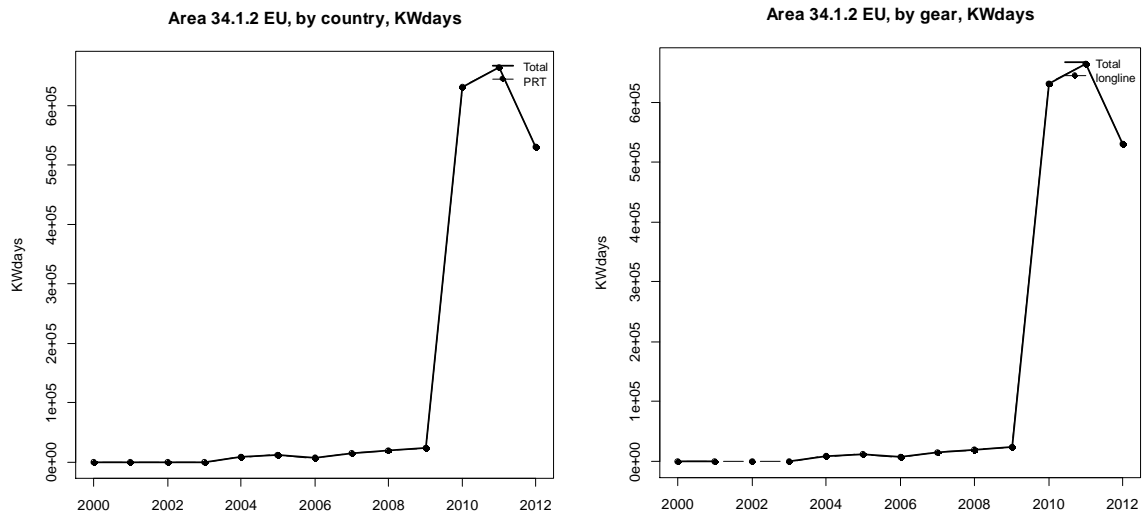 Area 34.1.2 EU, by country, KWdays
Total
PRT
KWdays
6e+05
5e+05
4e+05
3e+05
2e+05
1e+05
0e+00
2000 2002 2004 2006 2008 2010 2012
Area 34.1.2 EU, by gear, KWdays
Total
longline
KWdays
6e+05
5e+05
4e+05
3e+05
2e+05
1e+05
0e+00
2000 2002 2004 2006 2008 2010 2012